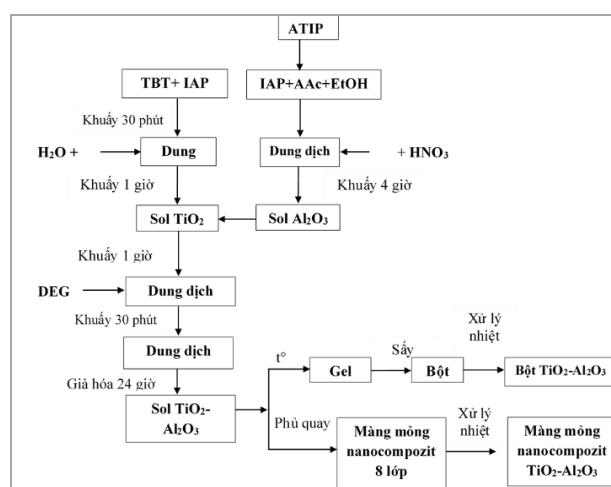 ATIP
TBT+ IAP
IAP+AAc+EtOH
Khuấy 30 phút
H₂O +
Dung
Dung dịch
+ HNO₃
Khuấy 1 giờ
Khuấy 4 giờ
Sol TiO₂
Sol Al₂O₃
Khuấy 1 giờ
DEG
Dung dịch
Khuấy 30 phút
Dung dịch
Già hóa 24 giờ
Sol TiO₂-
Al₂O₃
t°
Gel
Sấy
Bột
Xử lý
nhiệt
Bột TiO₂-Al₂O₃
Phủ quay
Màng mỏng
nanocompozit
8 lớp
Xử lý
nhiệt
Màng mỏng
nanocompozit
TiO₂-Al₂O₃